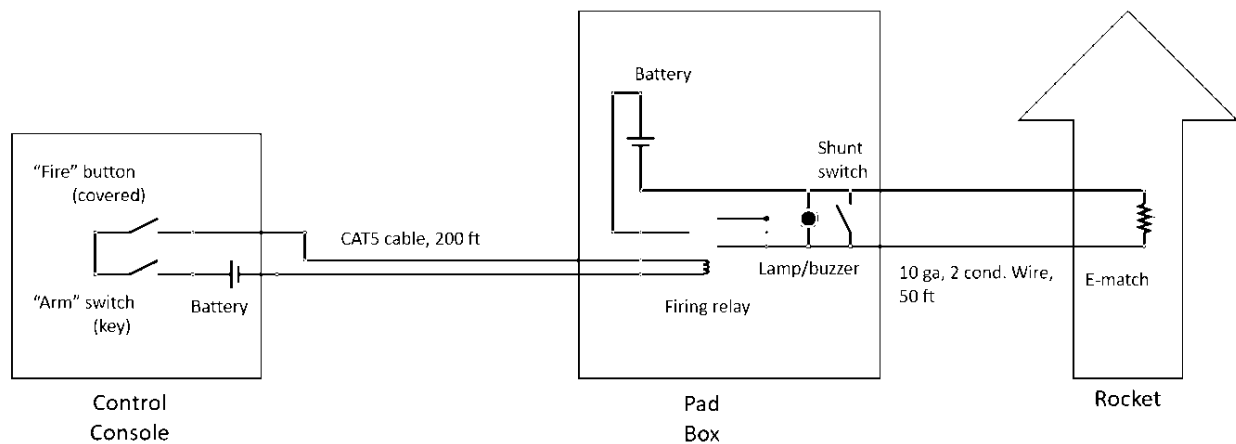 “Fire” button
(covered)
“Arm” switch
(key)
Battery
Control
Console
CAT5 cable, 200 ft
Battery
Shunt
switch
Lamp/buzzer
Firing relay
Pad
Box
10 ga, 2 cond. Wire,
50 ft
E-match
Rocket